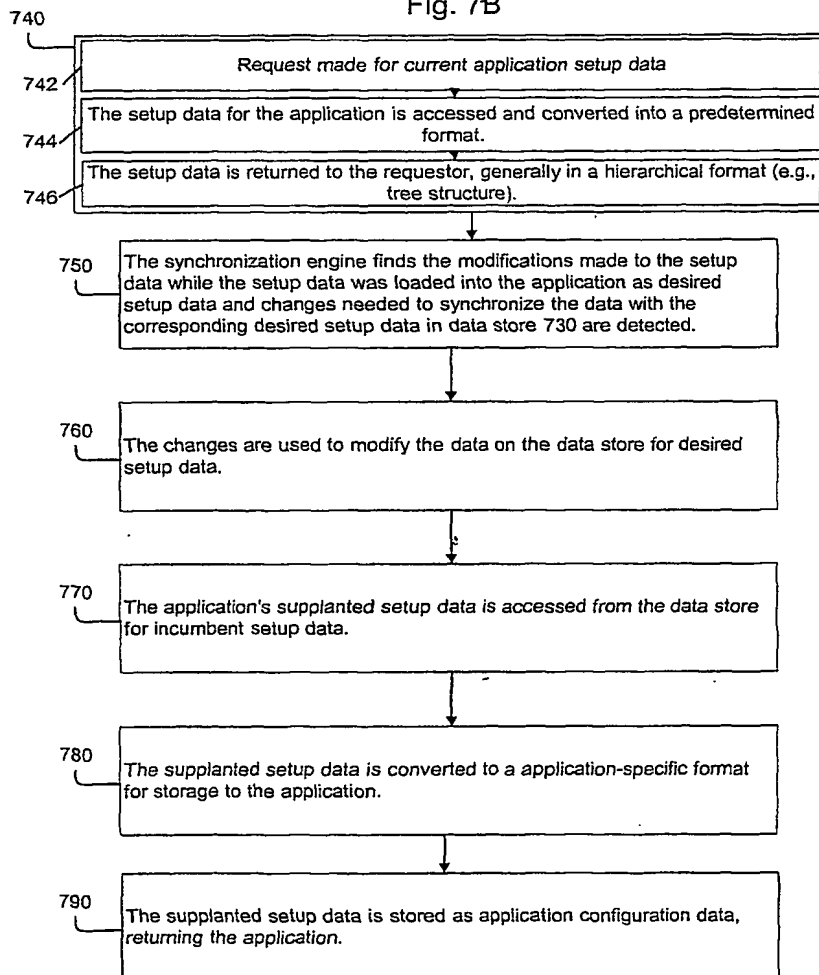 Fig. 7B
740
742
Request made for current application setup data
744
The setup data for the application is accessed and converted into a predetermined
format.
746
The setup data is returned to the requestor, generally in a hierarchical format (e.g.,
tree structure).
750
The synchronization engine finds the modifications made to the setup
data while the setup data was loaded into the application as desired
setup data and changes needed to synchronize the data with the
corresponding desired setup data in data store 730 are detected.
760
The changes are used to modify the data on the data store for desired
setup data.
770
The application's supplanted setup data is accessed from the data store
for incumbent setup data.
780
The supplanted setup data is converted to a application-specific format
for storage to the application.
790
The supplanted setup data is stored as application configuration data,
returning the application.